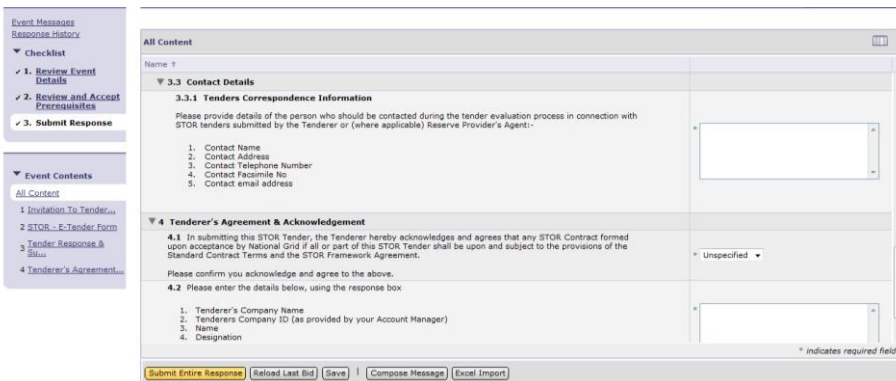 Event Messages
Response History
▼ Checklist
✓ 1. Review Event
Details
✓ 2. Review and Accept
Prerequisites
✓ 3. Submit Response
▼ Event Contents
All Content
1 Invitation To Tender...
2 STOR - E-Tender Form
3 Tender Response &
Su...
4 Tenderer's Agreement...
All Content
Name ↑
▼ 3.3 Contact Details
3.3.1 Tenders Correspondence Information
Please provide details of the person who should be contacted during the tender evaluation process in connection with
STOR tenders submitted by the Tenderer or (where applicable) Reserve Provider's Agent:-
*
1. Contact Name
2. Contact Address
3. Contact Telephone Number
4. Contact Facsimile No
5. Contact email address
▼ 4 Tenderer's Agreement & Acknowledgement
4.1 In submitting this STOR Tender, the Tenderer hereby acknowledges and agrees that any STOR Contract formed
upon acceptance by National Grid if all or part of this STOR Tender shall be upon and subject to the provisions of the
Standard Contract Terms and the STOR Framework Agreement.
* Unspecified
Please confirm you acknowledge and agree to the above.
4.2 Please enter the details below, using the response box
*
1. Tenderer's Company Name
2. Tenderers Company ID (as provided by your Account Manager)
3. Name
4. Designation
* indicates required field
Submit Entire Response Reload Last Bid Save | Compose Message Excel Import